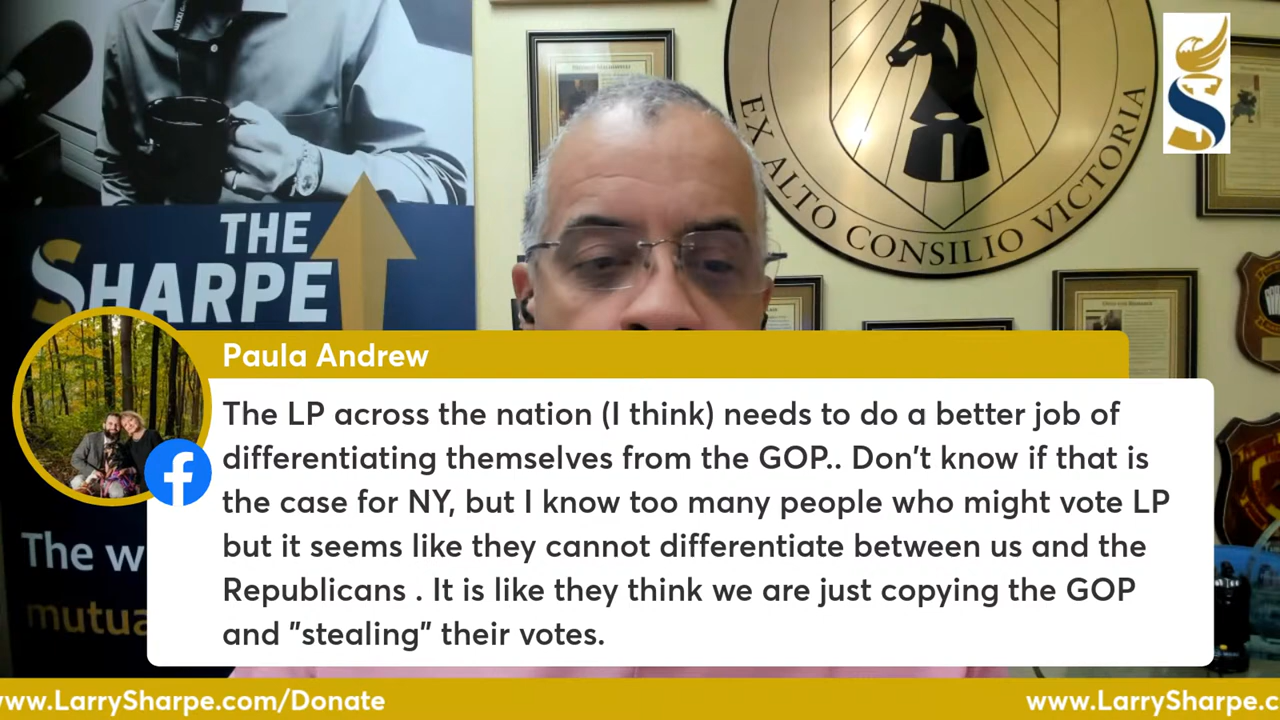 THE
SHARPE
EX ALTO CONSILIO VICTORIA
Paula Andrew
The LP across the nation (I think) needs to do a better job of
differentiating themselves from the GOP.. Don't know if that is
the case for NY, but I know too many people who might vote LP
but it seems like they cannot differentiate between us and the
Republicans . It is like they think we are just copying the GOP
and "stealing" their votes.
The w
mutua
www.LarrySharpe.com/Donate
www.LarrySharpe.c